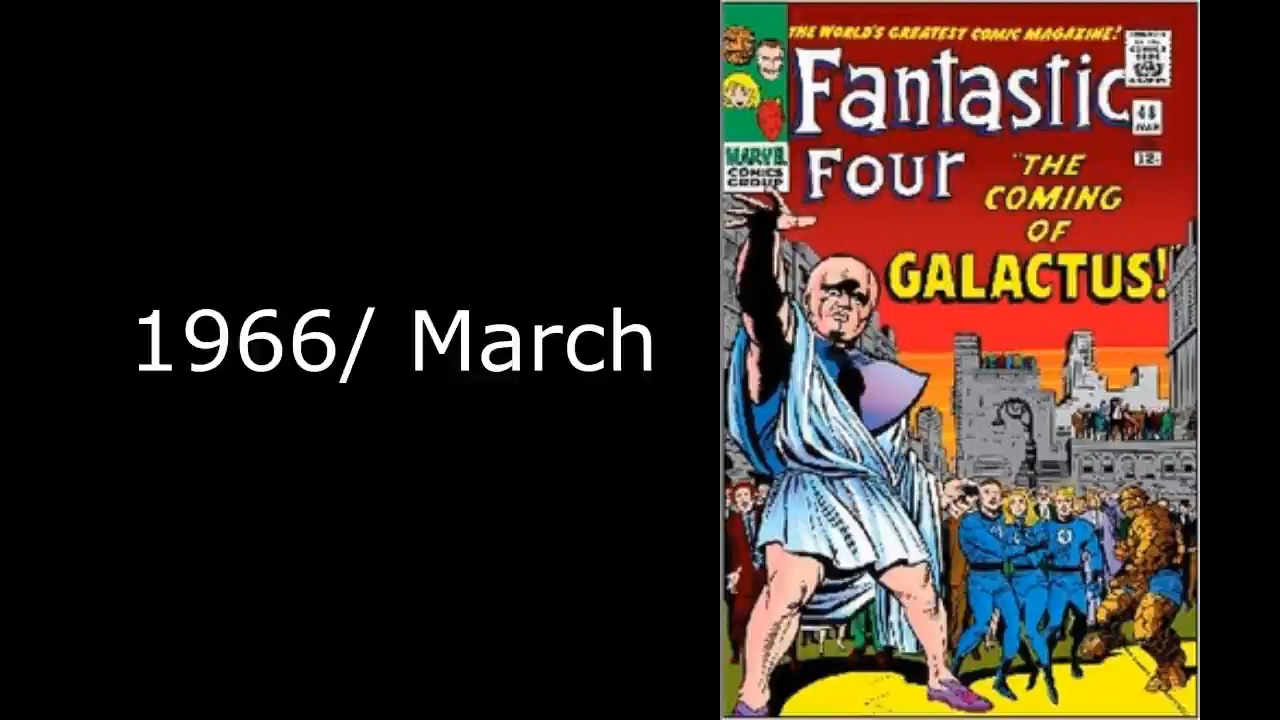 1966/ March
THE WORLD'S GREATEST COMIC MAGAZINE!
Fantastic
Four
MARVEL
COMICS
GROUP
48
MAR
12¢
"THE
COMING
OF
GALACTUS!"